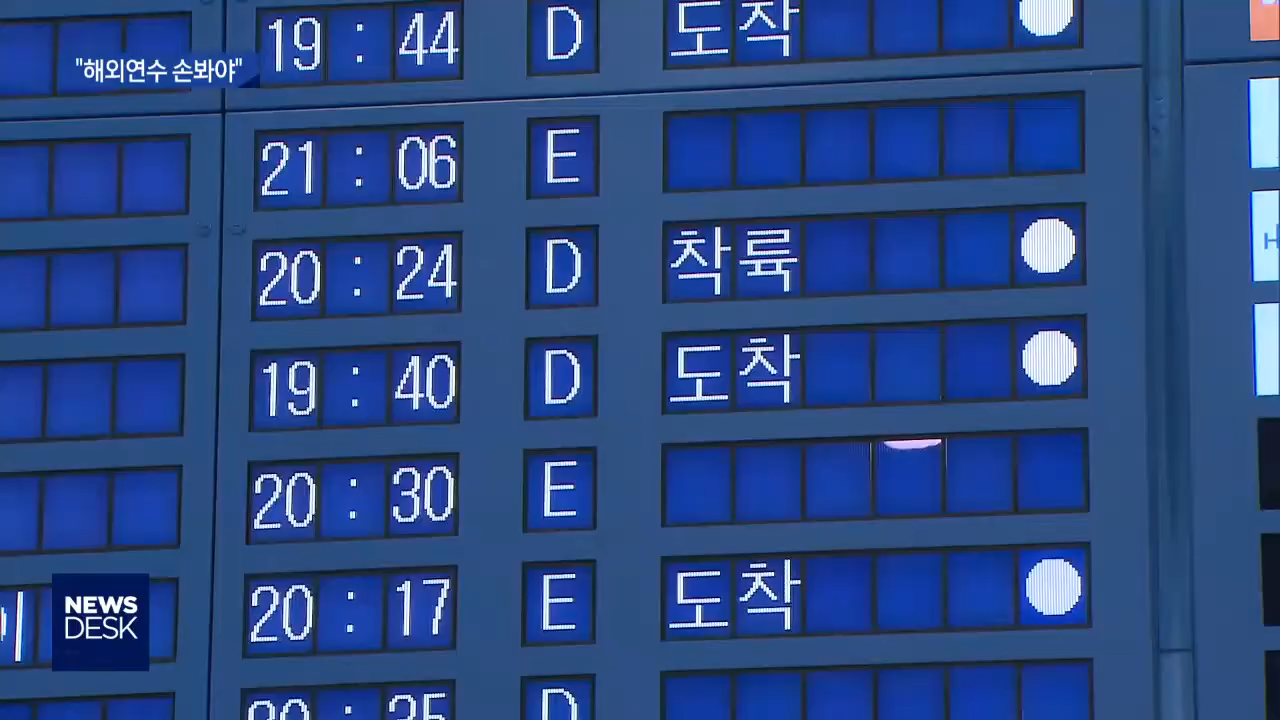 19 : 44 D 도착
"해외연수 손봐야"
21 : 06 E
20 : 24 D 착륙
19 : 40 D 도착
20 : 30 E
20 : 17 E 도착
NEWS
DESK
D